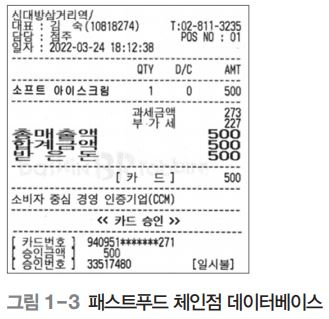 신대방삼거리역/
대표 : 김   숙(10818274)   T:02-811-3235
담당 : 점주   POS NO : 01
일자 : 2022-03-24 18:12:38
QTY   D/C   AMT
소프트 아이스크림   1   0   500
과세금액   273
부 가 세   227
총매출액   500
합계금액   500
받 은 돈   500
[ 카   드 ]   500
소비자 중심 경영 인증기업(CCM)
<< 카드 승인 >>
[ 카드번호 ] 940951*******271
[ 승인금액 ]   500
[ 승인번호 ] 33517480   [일시불]
그림 1-3 패스트푸드 체인점 데이터베이스